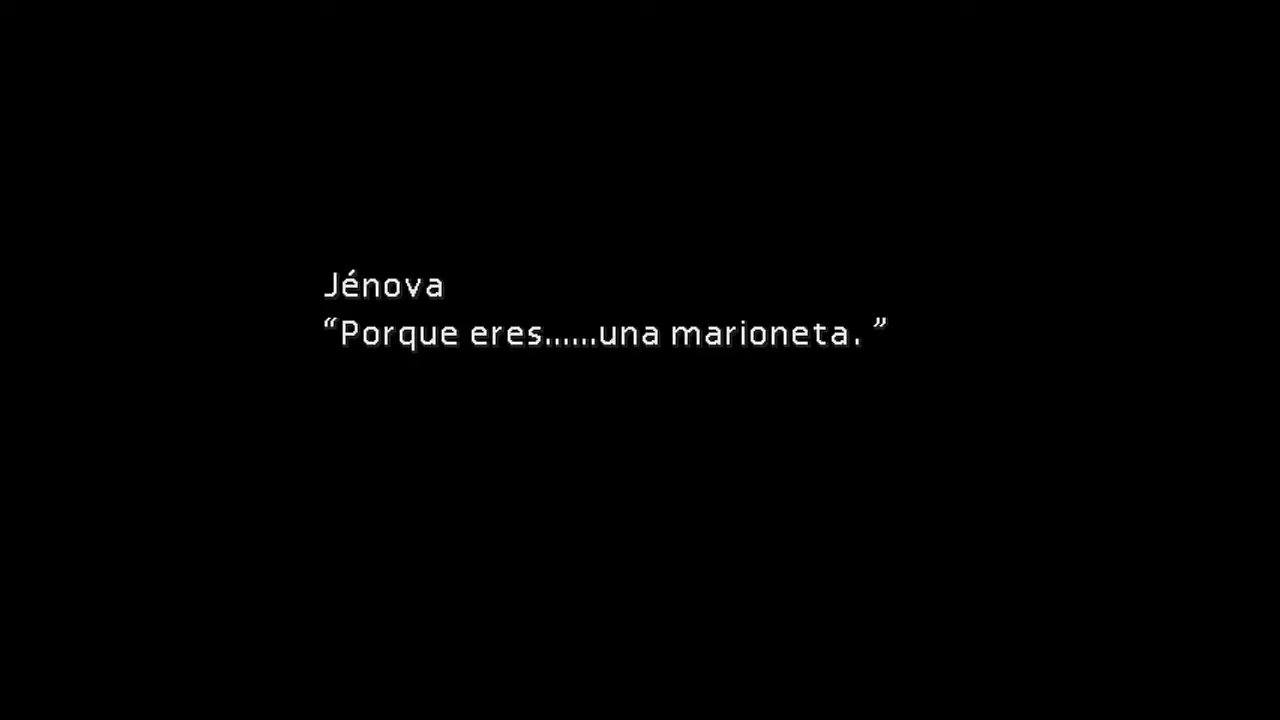 Jénova
“Porque eres......una marioneta. ”